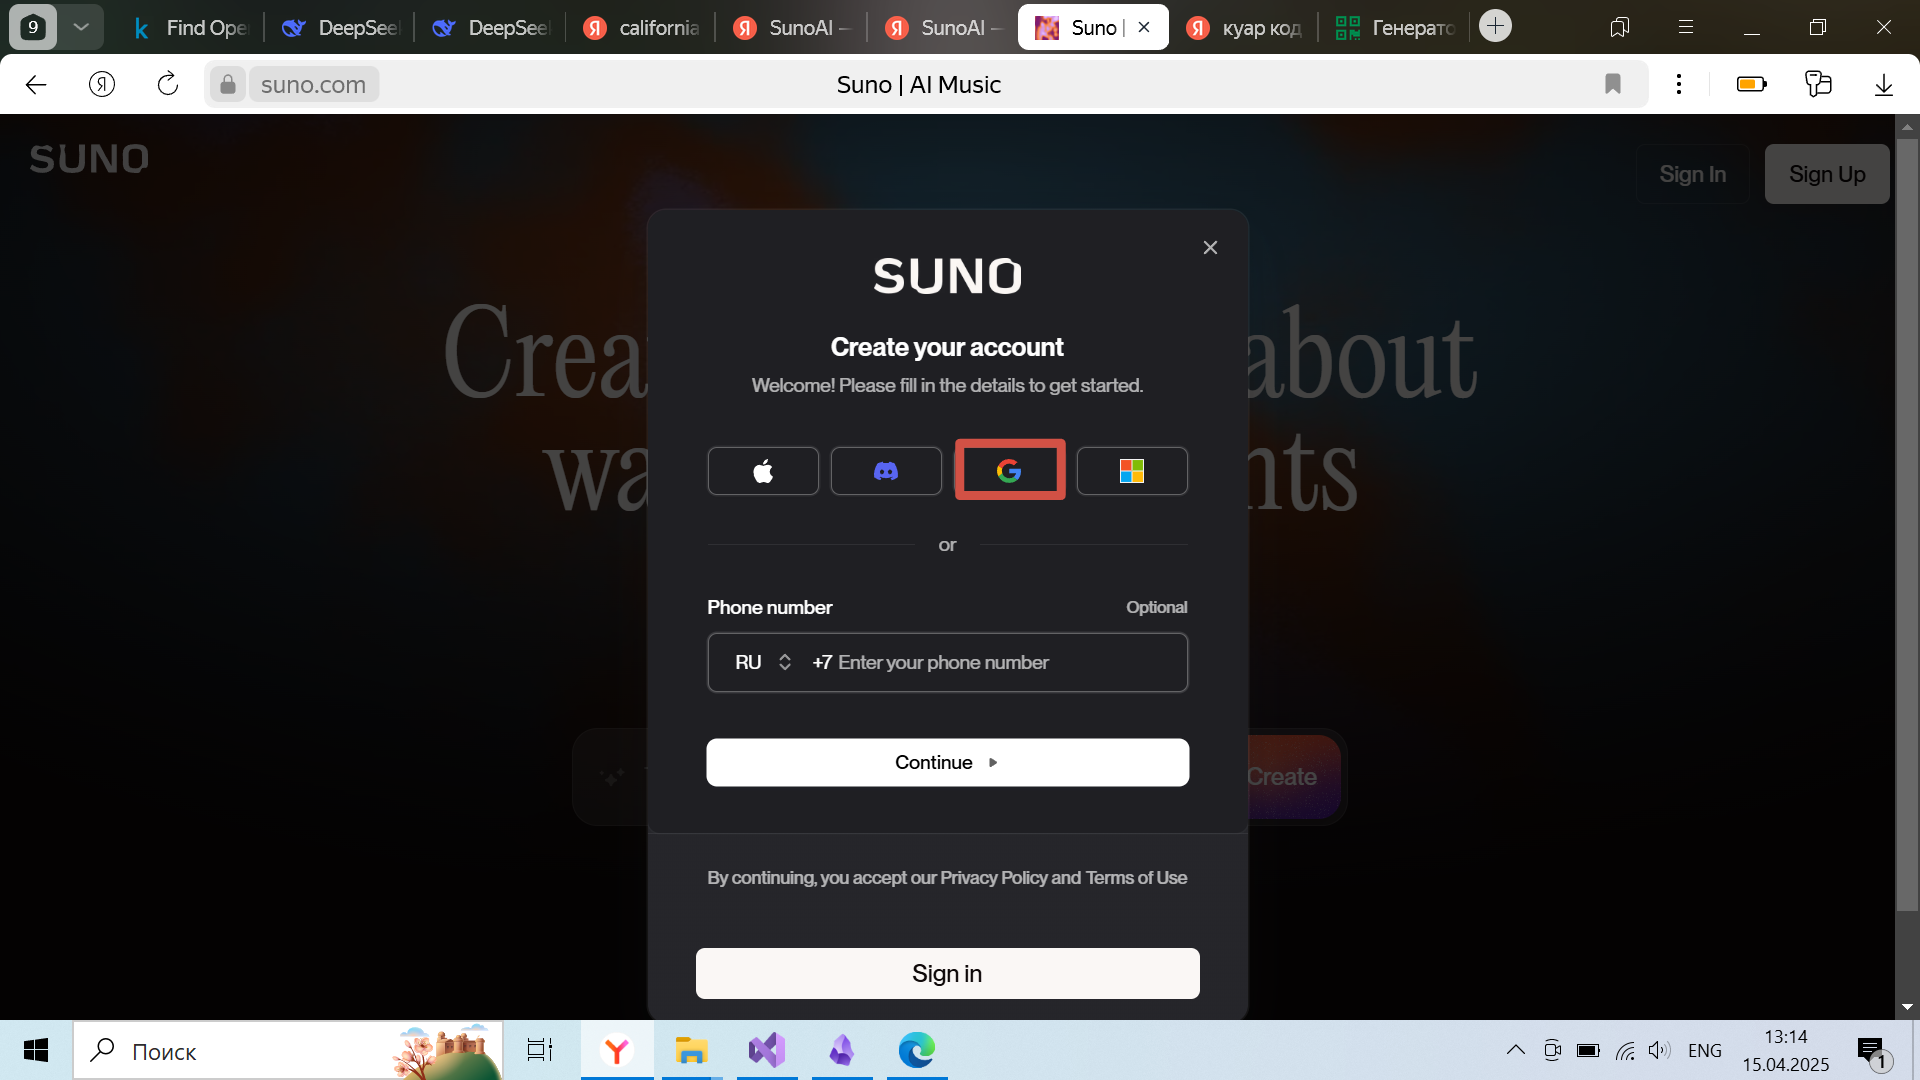 9
Find Ope
DeepSeek
DeepSeek
california
SunoAI —
SunoAI —
Suno |
куар код
Генерато
suno.com
Suno | AI Music
SUNO
Sign In
Sign Up
SUNO
Create your account
Welcome! Please fill in the details to get started.
Crea
about
wa
nts
or
Phone number
Optional
RU
+7 Enter your phone number
Continue
Create
By continuing, you accept our Privacy Policy and Terms of Use
Sign in
Поиск
ENG
13:14
15.04.2025
1